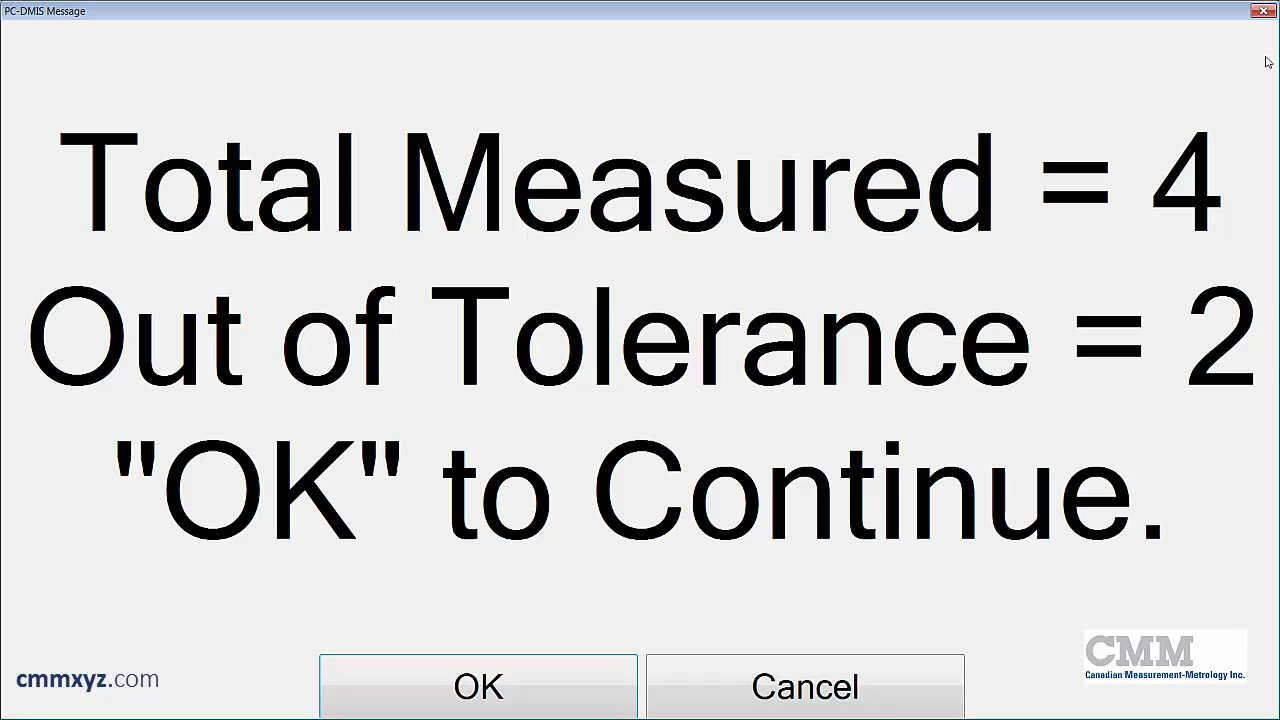 PC-DMIS Message
Total Measured = 4
Out of Tolerance = 2
"OK" to Continue.
OK
Cancel
cmmxyz.com
CMM
Canadian Measurement-Metrology Inc.